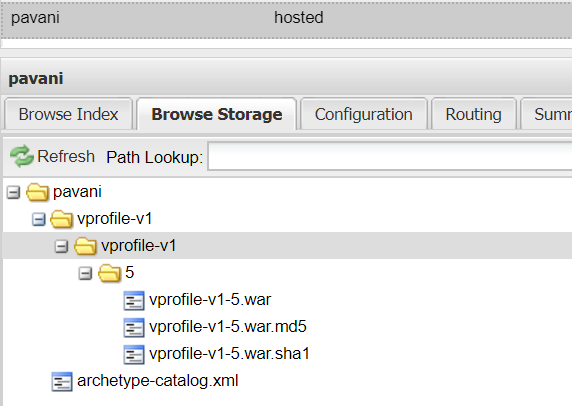 pavani hosted
pavani
Browse Index Browse Storage Configuration Routing Summ
Refresh Path Lookup:
pavani
vprofile-v1
vprofile-v1
5
vprofile-v1-5.war
vprofile-v1-5.war.md5
vprofile-v1-5.war.sha1
archetype-catalog.xml